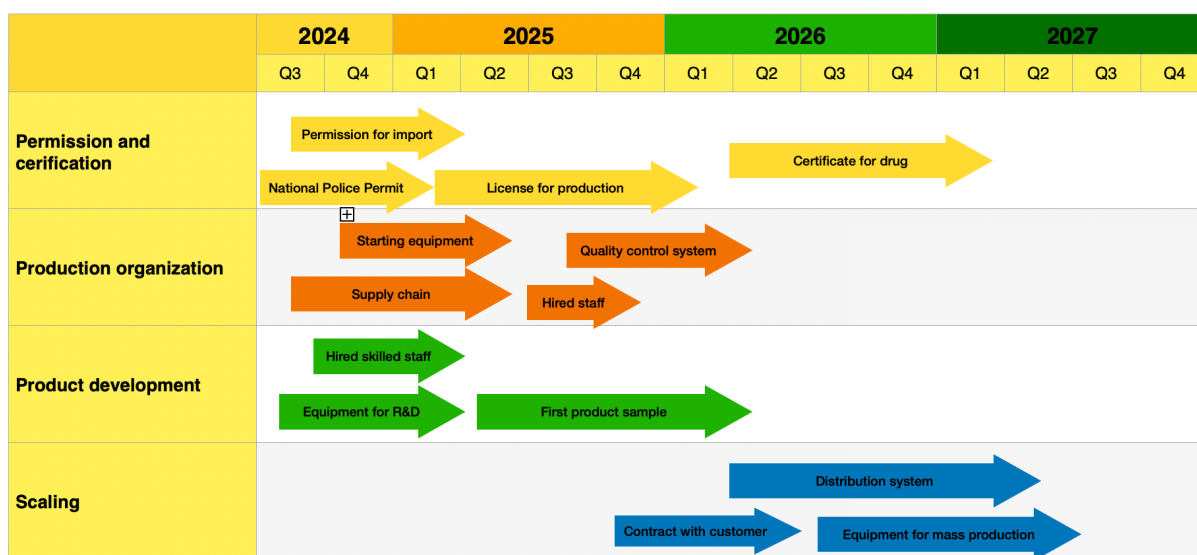 2024 2025 2026 2027
Q3 Q4 Q1 Q2 Q3 Q4 Q1 Q2 Q3 Q4 Q1 Q2 Q3 Q4
Permission and
cerification
Permission for import
Certificate for drug
National Police Permit
License for production
Production organization
Starting equipment
Quality control system
Supply chain
Hired staff
Product development
Hired skilled staff
Equipment for R&D
First product sample
Scaling
Distribution system
Contract with customer
Equipment for mass production